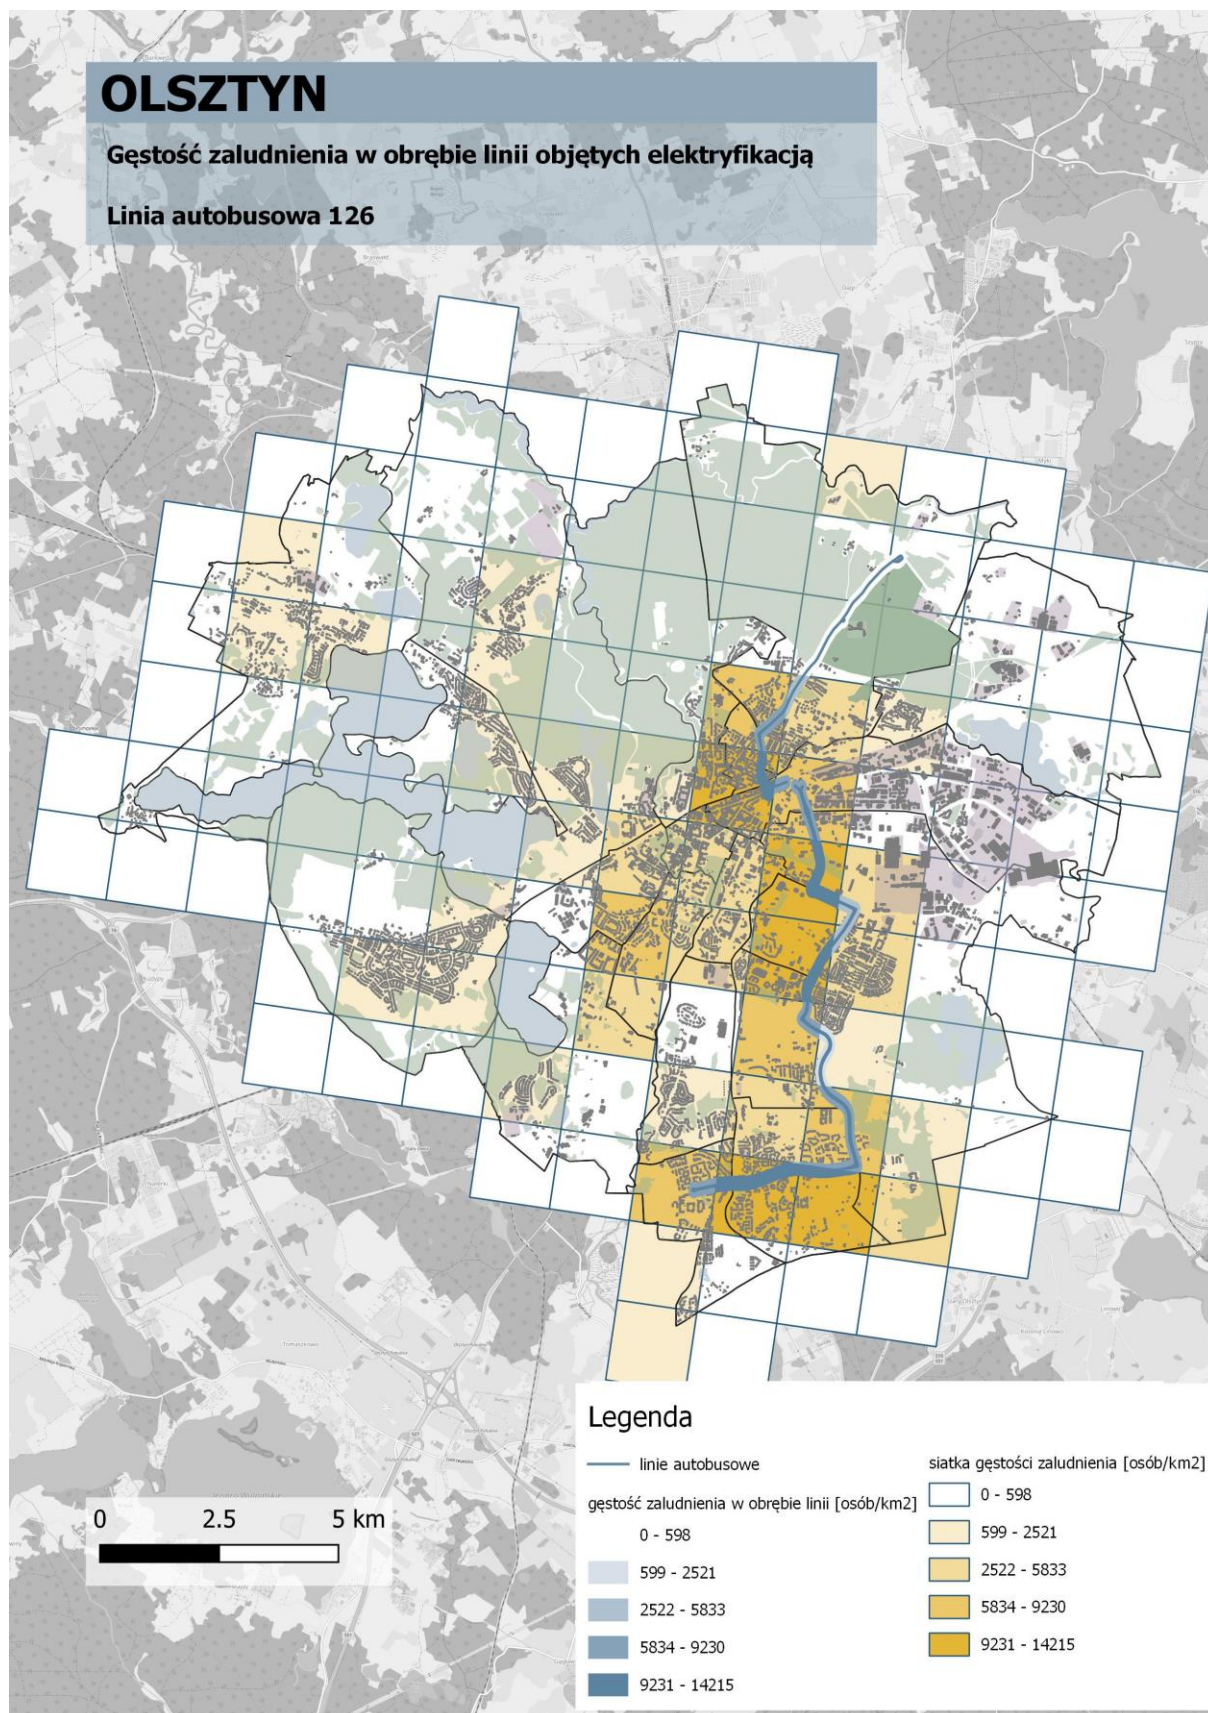 OLSZTYN
Gęstość zaludnienia w obrębie linii objętych elektryfikacją
Linia autobusowa 126
Legenda
linie autobusowe
gęstość zaludnienia w obrębie linii [osób/km2]
0 - 598
599 - 2521
2522 - 5833
5834 - 9230
9231 - 14215
siatka gęstości zaludnienia [osób/km2]
0 - 598
599 - 2521
2522 - 5833
5834 - 9230
9231 - 14215
0 2.5 5 km